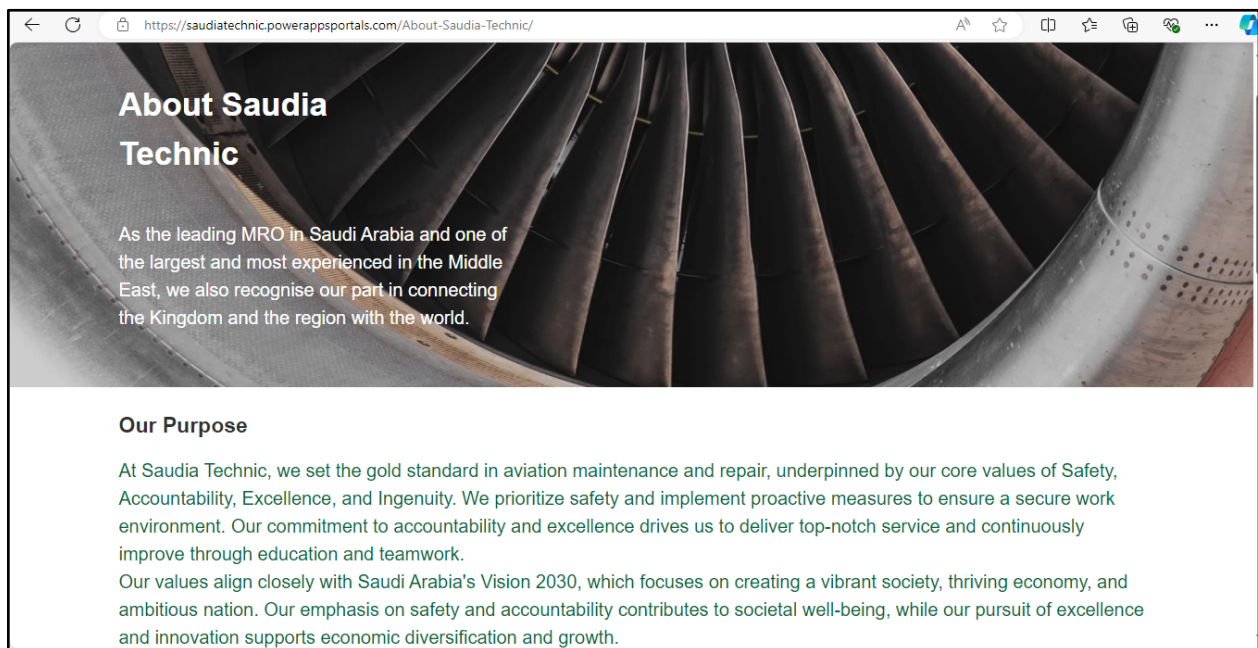 https://saudiatechnic.powerappsportals.com/About-Saudia-Technic/
About Saudia
Technic
As the leading MRO in Saudi Arabia and one of
the largest and most experienced in the Middle
East, we also recognise our part in connecting
the Kingdom and the region with the world.
Our Purpose
At Saudia Technic, we set the gold standard in aviation maintenance and repair, underpinned by our core values of Safety,
Accountability, Excellence, and Ingenuity. We prioritize safety and implement proactive measures to ensure a secure work
environment. Our commitment to accountability and excellence drives us to deliver top-notch service and continuously
improve through education and teamwork.
Our values align closely with Saudi Arabia's Vision 2030, which focuses on creating a vibrant society, thriving economy, and
ambitious nation. Our emphasis on safety and accountability contributes to societal well-being, while our pursuit of excellence
and innovation supports economic diversification and growth.